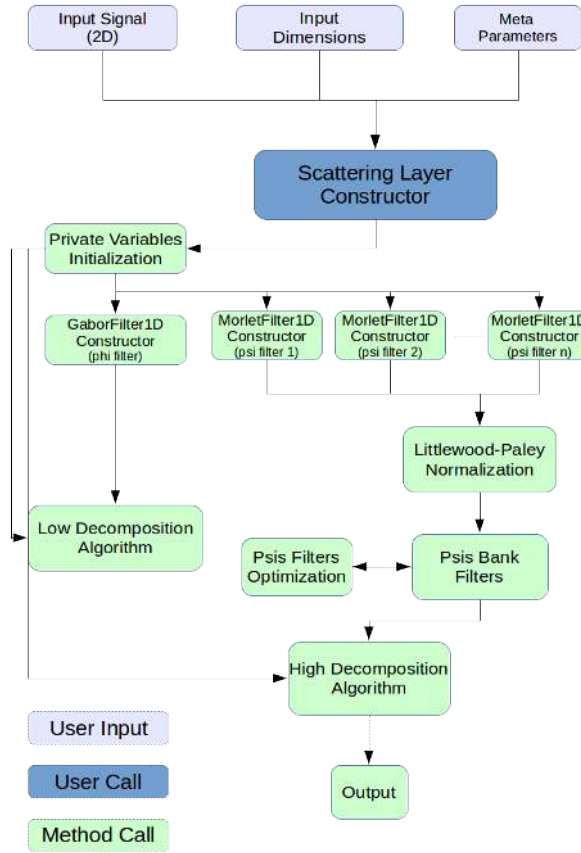 Input Signal
(2D)
Input
Dimensions
Meta
Parameters
Scattering Layer
Constructor
Private Variables
Initialization
GaborFilter1D
Constructor
(phi filter)
MorletFilter1D
Constructor
(psi filter 1)
MorletFilter1D
Constructor
(psi filter 2)
MorletFilter1D
Constructor
(psi filter n)
Littlewood-Paley
Normalization
Low Decomposition
Algorithm
Psis Filters
Optimization
Psis Bank
Filters
High Decomposition
Algorithm
Output
User Input
User Call
Method Call